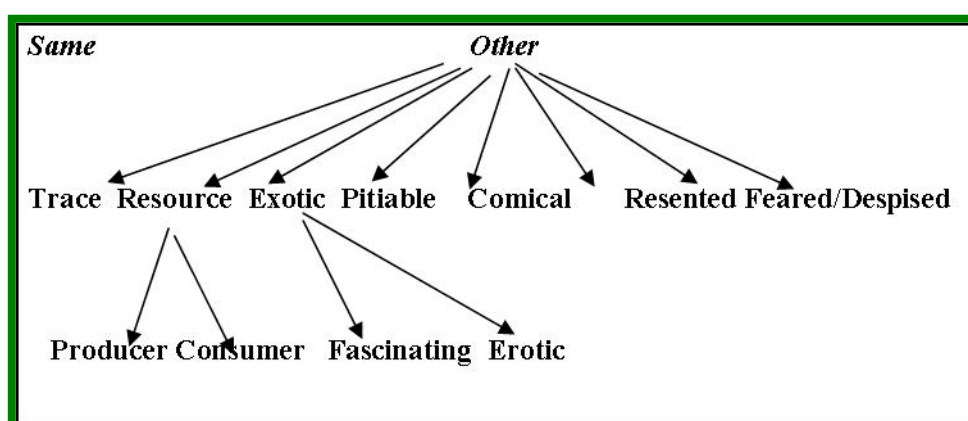 Same Other
Trace Resource Exotic Pitiable Comical Resented Feared/Despised
Producer Consumer Fascinating Erotic